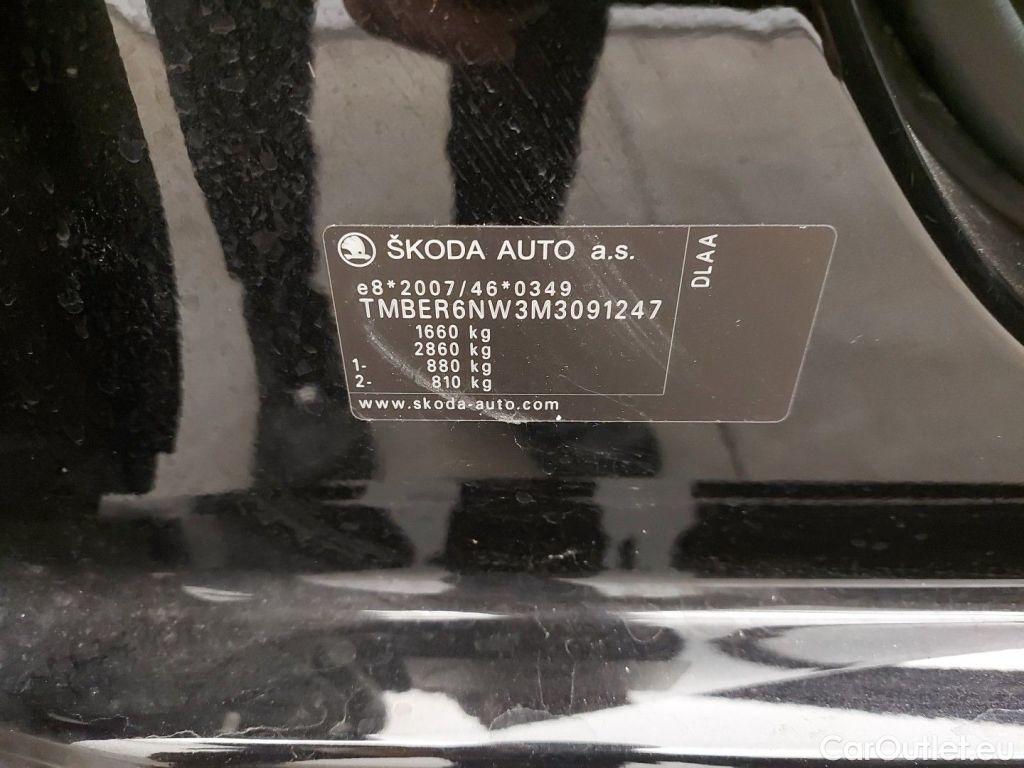 ŠKODA AUTO a.s.
DLAA
e8*2007/46*0349
TMBER6NW3M3091247
1660 kg
2860 kg
1- 880 kg
2- 810 kg
www.skoda-auto.com
CarOutlet.eu